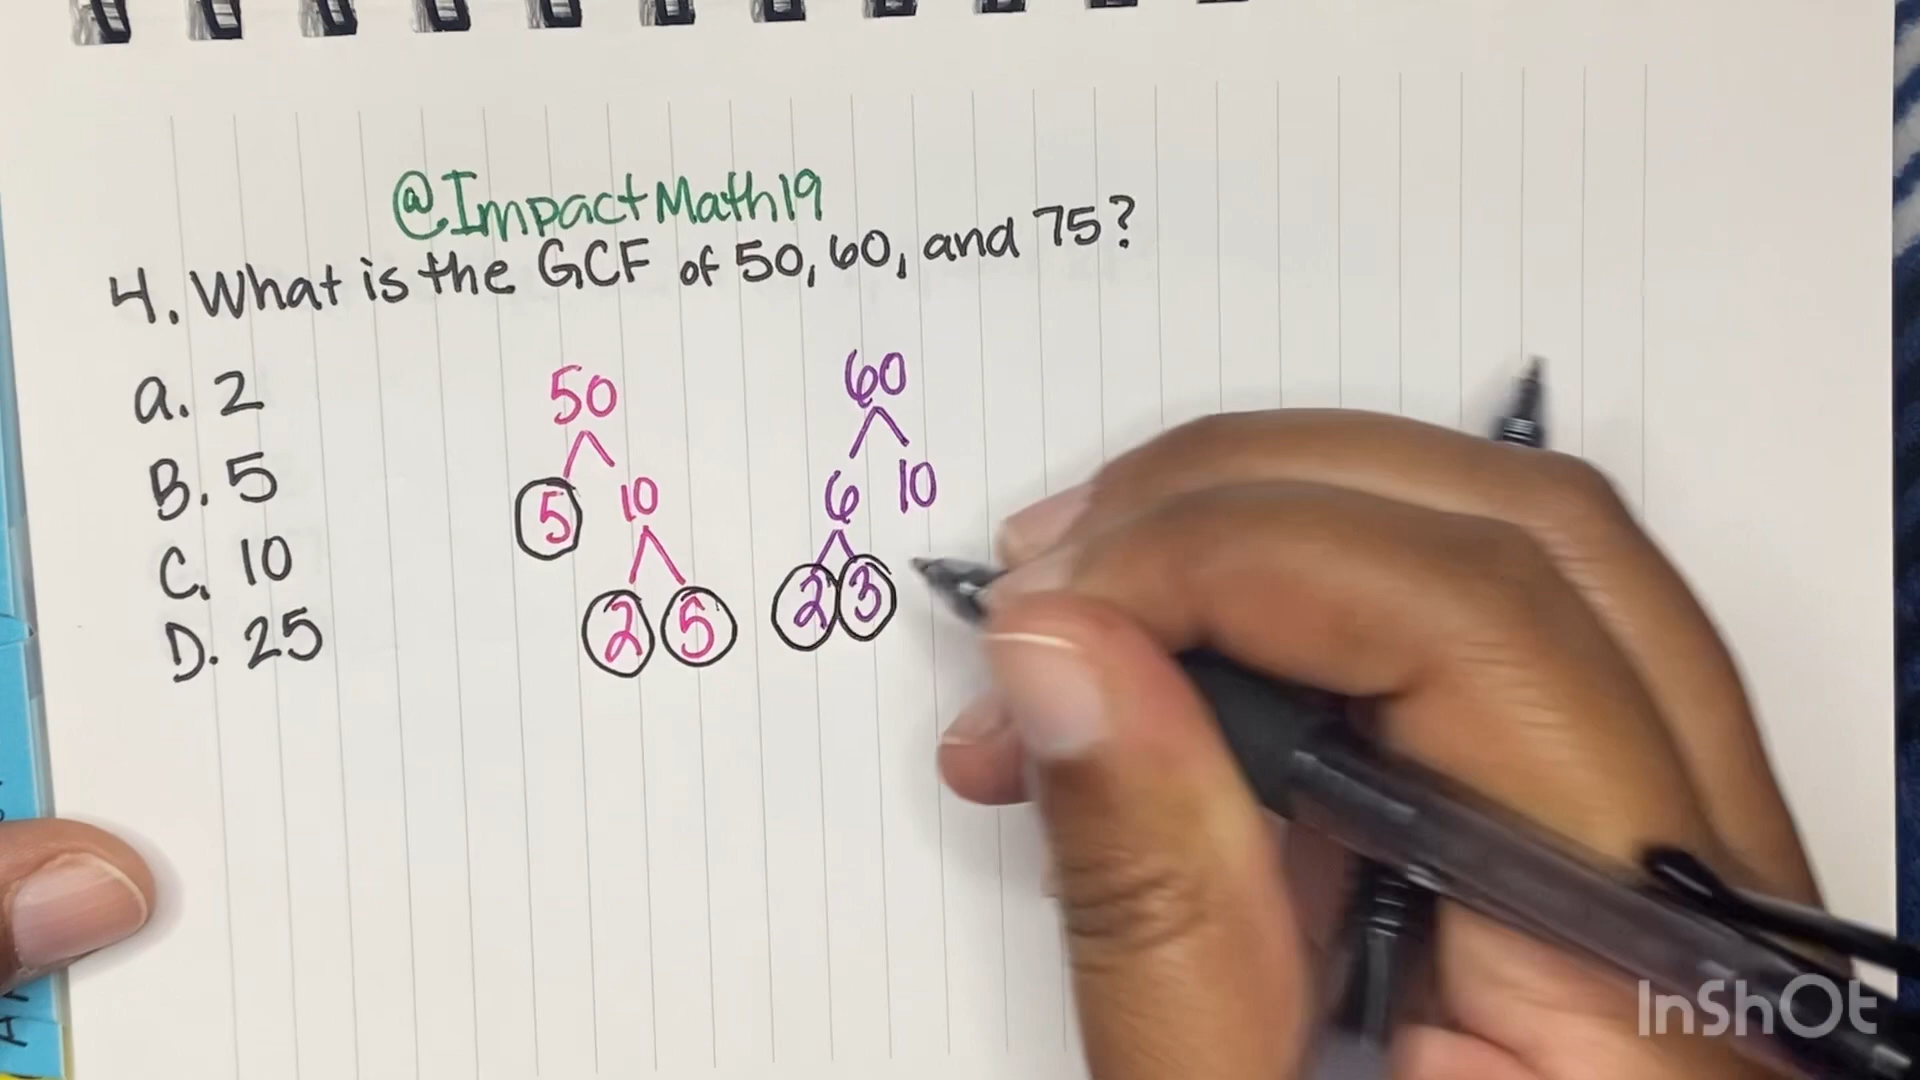 @ImpactMath19
4. What is the GCF of 50, 60, and 75?
a. 2
B. 5
C. 10
D. 25
50
5 10
2 5
60
6 10
2 3
InShOt